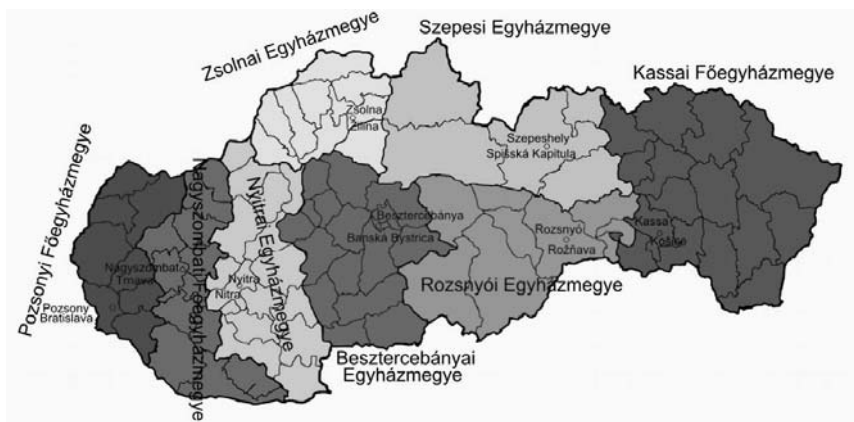 Zsolnai Egyházmegye
Szepesi Egyházmegye
Kassai Főegyházmegye
Zsolna
Žilina
Szepeshely
Spišská Kapitula
Pozsonyi Főegyházmegye
Nagyszombati Főegyházmegye
Nyitrai Egyházmegye
Besztercebánya
Banská Bystrica
Rozsnyó
Rožňava
Kassa
Košice
Nagyszombat
Trnava
Nyitra
Nitra
Rozsnyói Egyházmegye
Pozsony
Bratislava
Besztercebányai
Egyházmegye